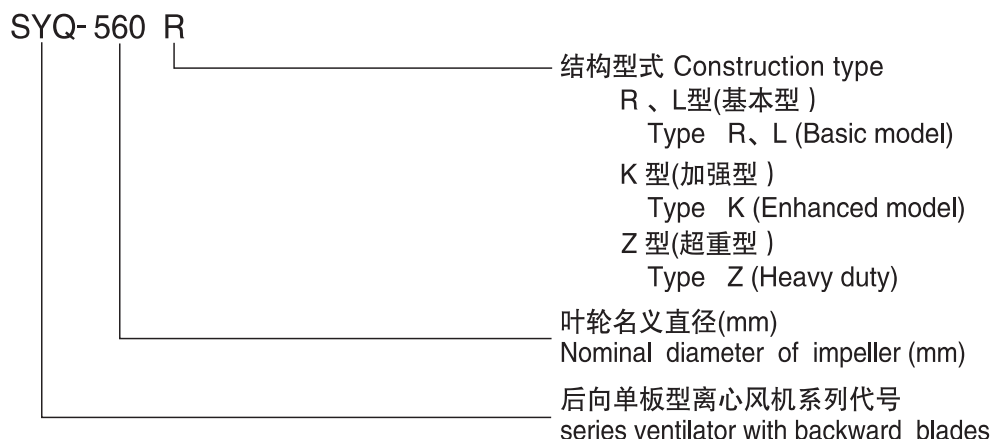 SYQ- 560 R
结构型式 Construction type
R 、L型(基本型 )
Type R、L (Basic model)
K 型(加强型 )
Type K (Enhanced model)
Z 型(超重型 )
Type Z (Heavy duty)
叶轮名义直径(mm)
Nominal diameter of impeller (mm)
后向单板型离心风机系列代号
series ventilator with backward blades